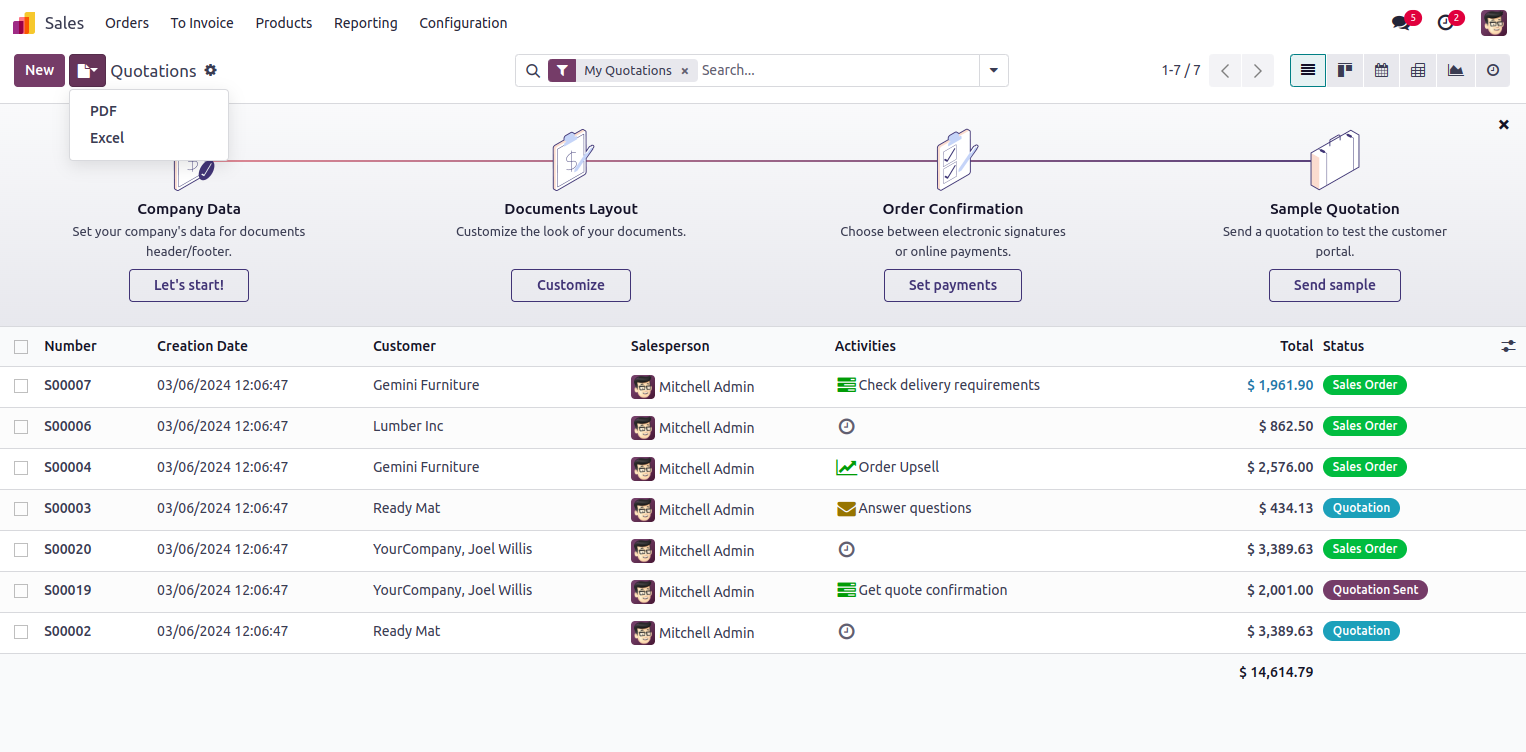 Sales Orders To Invoice Products Reporting Configuration 5 2
New Quotations My Quotations × Search... 1-7 / 7
PDF
Excel
Company Data Documents Layout Order Confirmation Sample Quotation
Set your company's data for documents Customize the look of your documents. Choose between electronic signatures Send a quotation to test the customer
header/footer. or online payments. portal.
Let's start! Customize Set payments Send sample
Number Creation Date Customer Salesperson Activities Total Status
S00007 03/06/2024 12:06:47 Gemini Furniture Mitchell Admin Check delivery requirements $ 1,961.90 Sales Order
S00006 03/06/2024 12:06:47 Lumber Inc Mitchell Admin $ 862.50 Sales Order
S00004 03/06/2024 12:06:47 Gemini Furniture Mitchell Admin Order Upsell $ 2,576.00 Sales Order
S00003 03/06/2024 12:06:47 Ready Mat Mitchell Admin Answer questions $ 434.13 Quotation
S00020 03/06/2024 12:06:47 YourCompany, Joel Willis Mitchell Admin $ 3,389.63 Sales Order
S00019 03/06/2024 12:06:47 YourCompany, Joel Willis Mitchell Admin Get quote confirmation $ 2,001.00 Quotation Sent
S00002 03/06/2024 12:06:47 Ready Mat Mitchell Admin $ 3,389.63 Quotation
$ 14,614.79